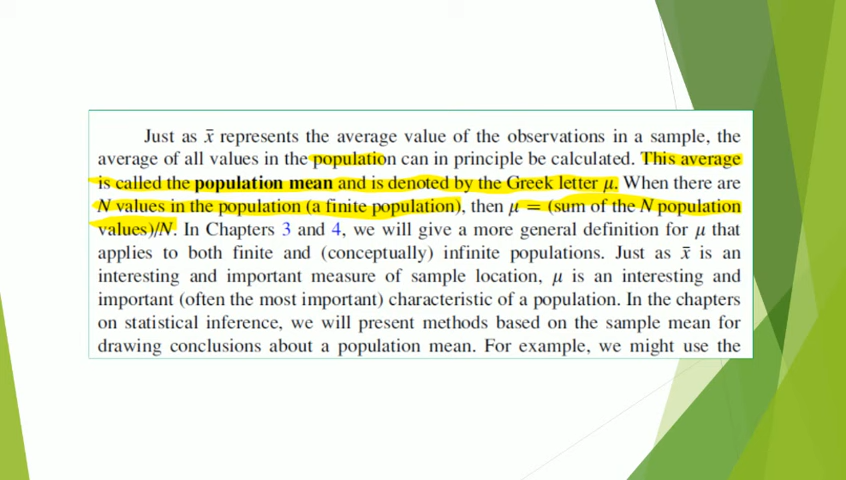 Just as x̄ represents the average value of the observations in a sample, the
average of all values in the population can in principle be calculated. This average
is called the population mean and is denoted by the Greek letter μ. When there are
N values in the population (a finite population), then μ = (sum of the N population
values)/N. In Chapters 3 and 4, we will give a more general definition for μ that
applies to both finite and (conceptually) infinite populations. Just as x̄ is an
interesting and important measure of sample location, μ is an interesting and
important (often the most important) characteristic of a population. In the chapters
on statistical inference, we will present methods based on the sample mean for
drawing conclusions about a population mean. For example, we might use the